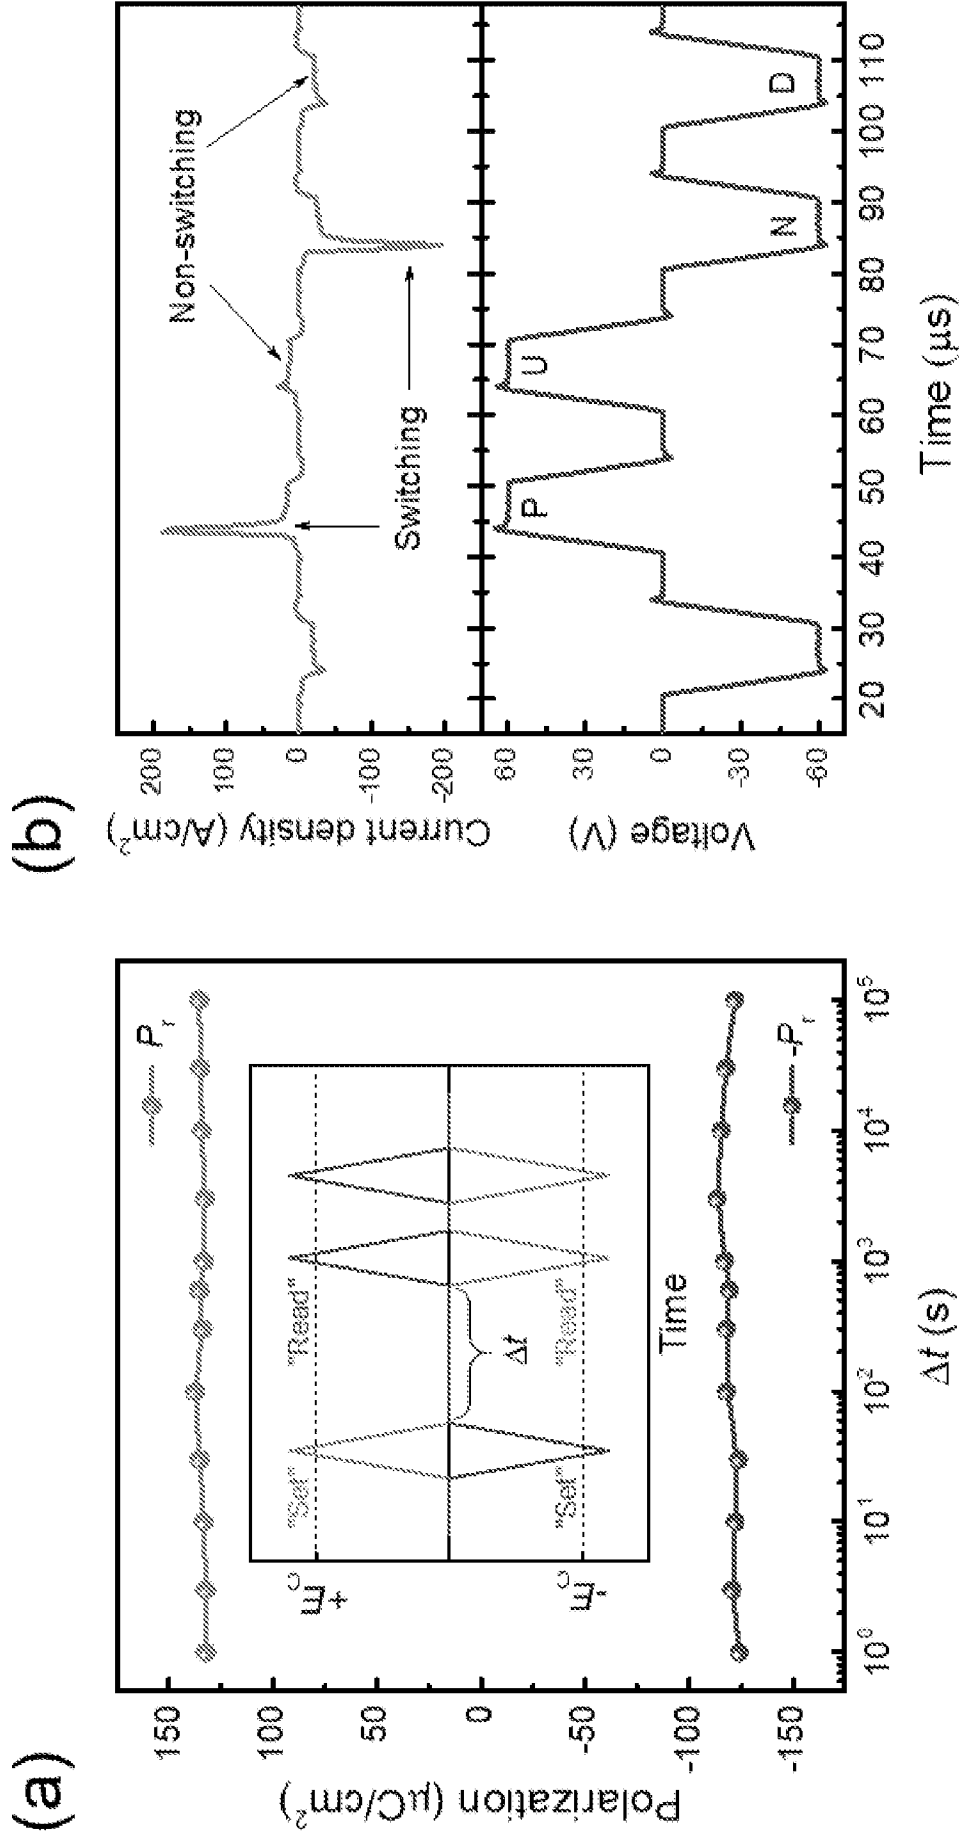 (a)
Polarization (μC/cm²)
150
100
50
0
-50
-100
-150
P_r
-P_r
+E_C
-E_C
"Set"
"Read"
Δt
"Set"
"Read"
Time
10⁰
10¹
10²
10³
10⁴
10⁵
Δt (s)
(b)
Current density (A/cm²)
200
100
0
-100
-200
Non-switching
Switching
Voltage (V)
60
30
0
-30
-60
P
U
N
D
20
30
40
50
60
70
80
90
100
110
Time (μs)